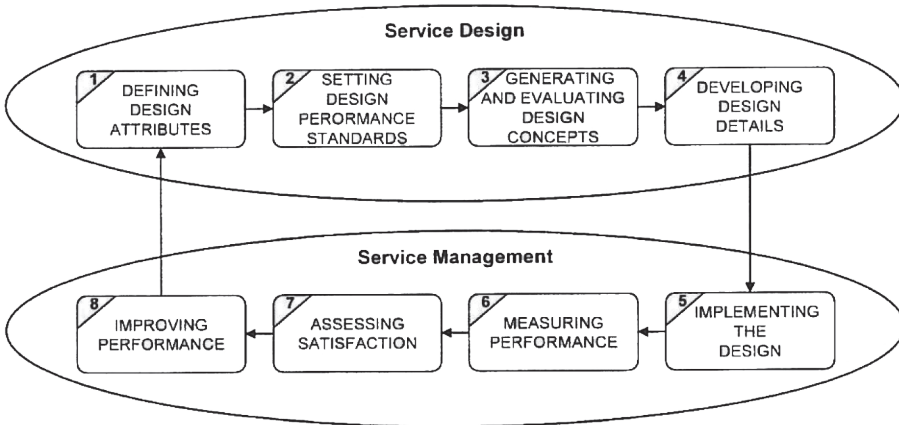 Service Design
1
DEFINING
DESIGN
ATTRIBUTES
2
SETTING
DESIGN
PERORMANCE
STANDARDS
3
GENERATING
AND EVALUATING
DESIGN
CONCEPTS
4
DEVELOPING
DESIGN
DETAILS
Service Management
8
IMPROVING
PERFORMANCE
7
ASSESSING
SATISFACTION
6
MEASURING
PERFORMANCE
5
IMPLEMENTING
THE
DESIGN